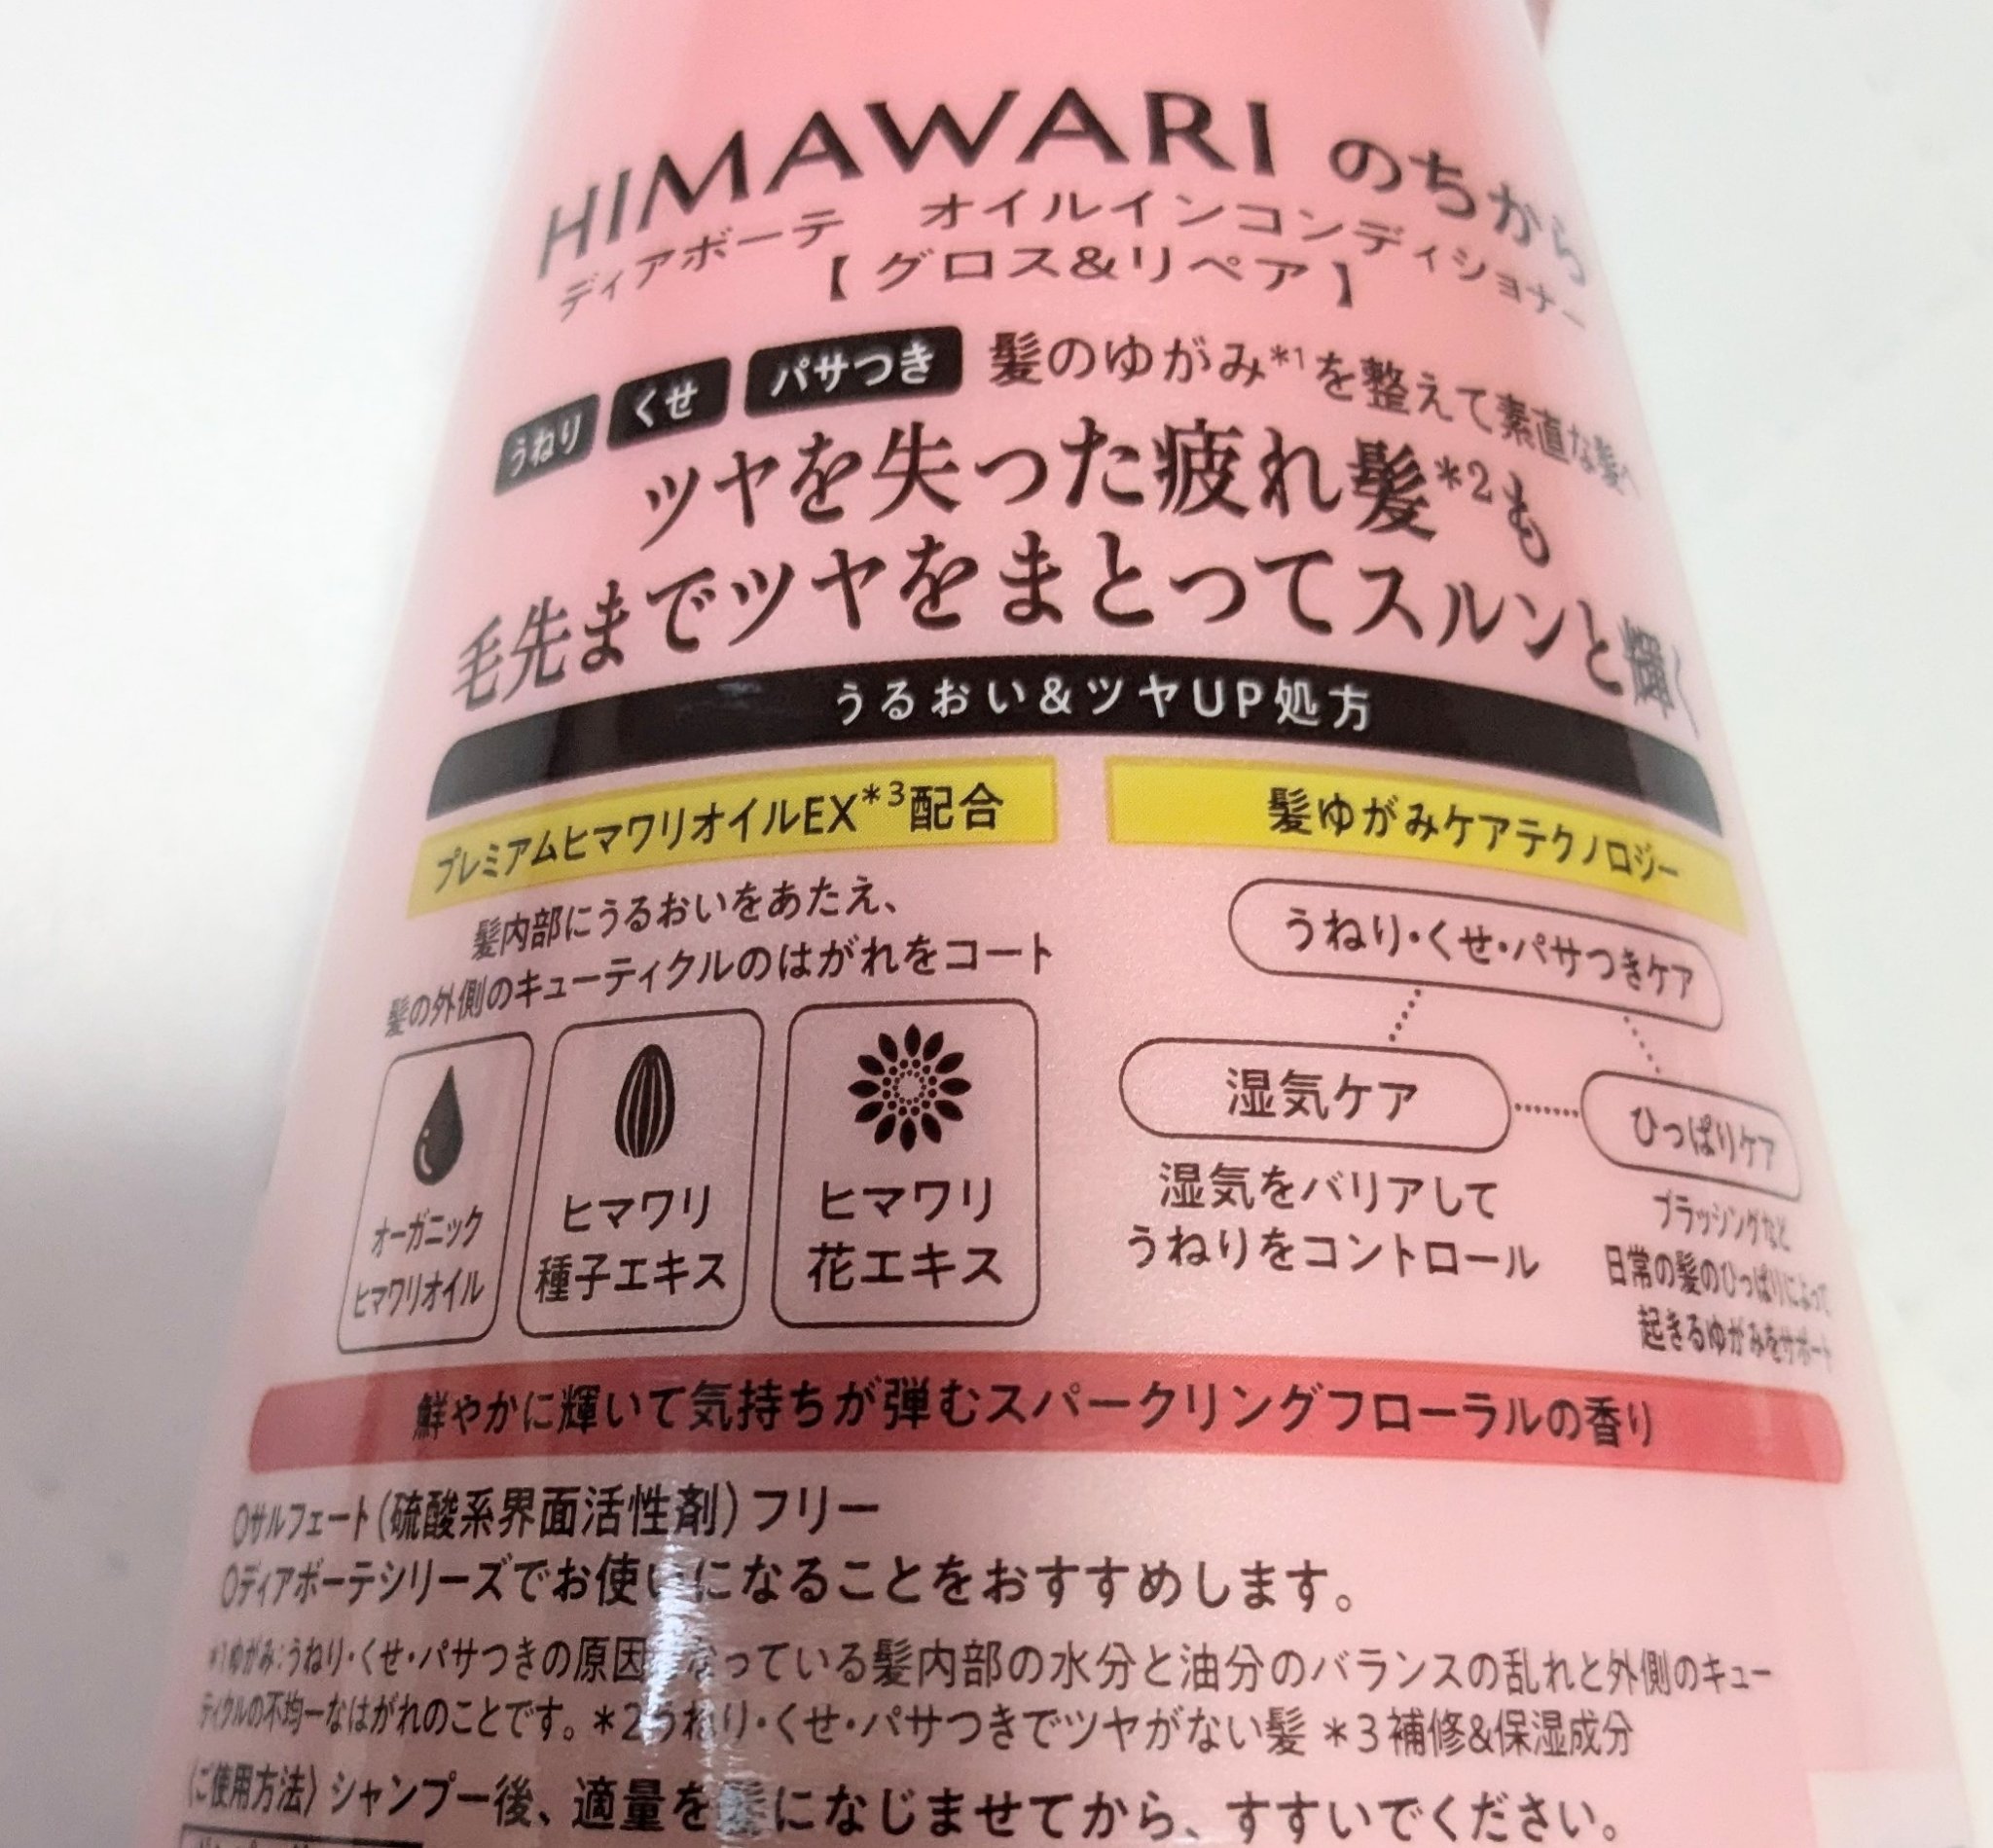 HIMAWARI のちから
ディアボーテ オイルインコンディショナー
【グロス&リペア】
うねり くせ パサつき 髪のゆがみ*1を整えて素直な髪へ
ツヤを失った疲れ髪*2も
毛先までツヤをまとってスルンと輝く
うるおい&ツヤUP処方
プレミアムヒマワリオイルEX*3配合
髪内部にうるおいをあたえ、
髪の外側のキューティクルのはがれをコート
オーガニック
ヒマワリオイル
ヒマワリ
種子エキス
ヒマワリ
花エキス
髪ゆがみケアテクノロジー
うねり・くせ・パサつきケア
湿気ケア
湿気をバリアして
うねりをコントロール
ひっぱりケア
ブラッシングなど
日常の髪のひっぱりによって
起きるゆがみをサポート
鮮やかに輝いて気持ちが弾むスパークリングフローラルの香り
○サルフェート(硫酸系界面活性剤)フリー
○ディアボーテシリーズでお使いになることをおすすめします。
*1ゆがみ:うねり・くせ・パサつきの原因となっている髪内部の水分と油分のバランスの乱れと外側のキュー
ティクルの不均一なはがれのことです。*2うねり・くせ・パサつきでツヤがない髪 *3補修&保湿成分
〈ご使用方法〉シャンプー後、適量を髪になじませてから、すすいでください。